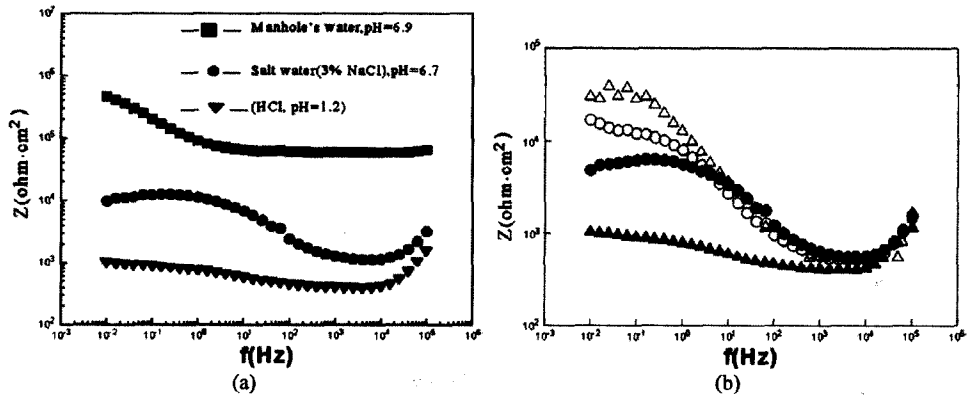 10⁷
10⁶
10⁵
10⁴
10³
10²
Z(ohm·cm²)
Manhole's water,pH=6.9
Salt water(3% NaCl),pH=6.7
(HCl, pH=1.2)
10⁻³ 10⁻² 10⁻¹ 10⁰ 10¹ 10² 10³ 10⁴ 10⁵ 10⁶
f(Hz)
(a)
10⁵
10⁴
10³
10²
Z(ohm·cm²)
10⁻³ 10⁻² 10⁻¹ 10⁰ 10¹ 10² 10³ 10⁴ 10⁵ 10⁶
f(Hz)
(b)